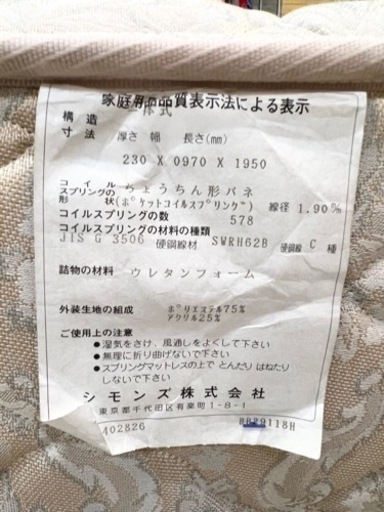 家庭用品品質表示法による表示
構造 一体式
寸法 厚さ 幅 長さ(mm)
230 X 0970 X 1950
コイルスプリングの形状 ちょうちん形バネ(ポケットコイルスプリング) 線径 1.90%
コイルスプリングの数 578
コイルスプリングの材料の種類
JIS G 3506 硬鋼線材 SWRH62B 硬鋼線 C 種
詰物の材料 ウレタンフォーム
外装生地の組成 ポリエステル75%
アクリル25%
ご使用上の注意
●湿気をさけ、風通しをよくして下さい
●無理に折り曲げないで下さい
●スプリングマットレスの上で とんだり はねたり
しないで下さい
シモンズ株式会社
東京都千代田区有楽町1-8-1
402826